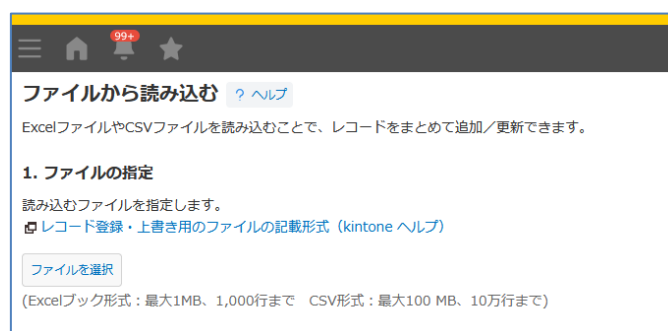 99+
ファイルから読み込む ? ヘルプ
ExcelファイルやCSVファイルを読み込むことで、レコードをまとめて追加／更新できます。
1. ファイルの指定
読み込むファイルを指定します。
レコード登録・上書き用のファイルの記載形式（kintone ヘルプ）
ファイルを選択
(Excelブック形式：最大1MB、1,000行まで　CSV形式：最大100 MB、10万行まで)